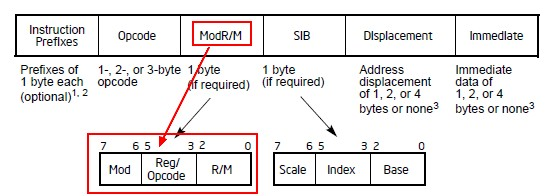 Instruction Prefixes Opcode ModR/M SIB Displacement Immediate
Prefixes of 1 byte each (optional)1, 2
1-, 2-, or 3-byte opcode
1 byte (if required)
1 byte (if required)
Address displacement of 1, 2, or 4 bytes or none3
Immediate data of 1, 2, or 4 bytes or none3
7 6 5 3 2 0
Mod Reg/Opcode R/M
7 6 5 3 2 0
Scale Index Base